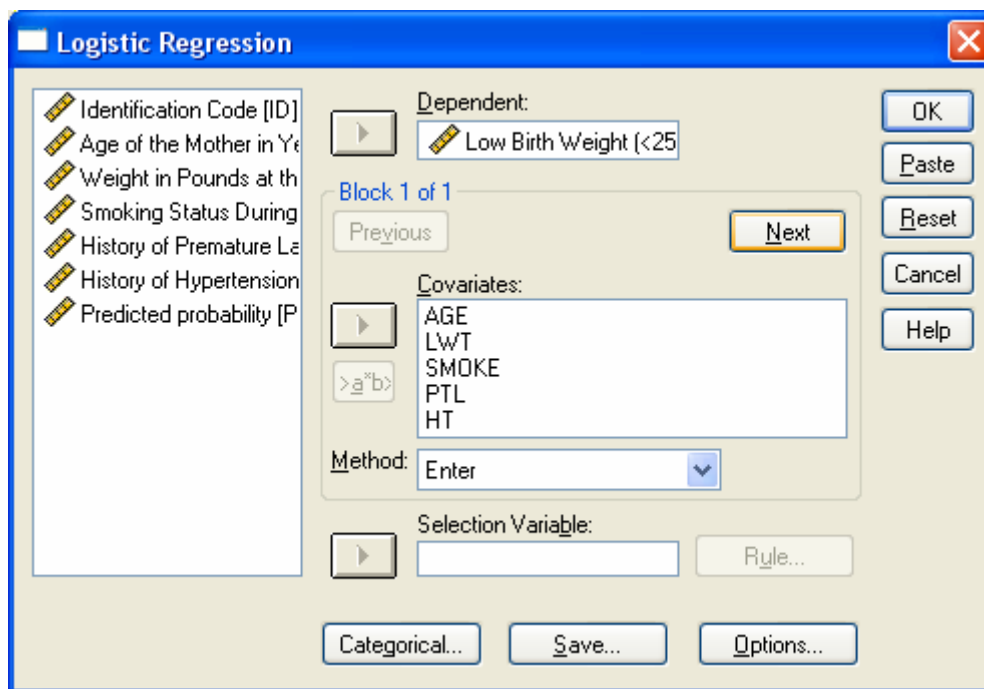 Logistic Regression
Identification Code [ID]
Age of the Mother in Ye
Weight in Pounds at th
Smoking Status During
History of Premature La
History of Hypertension
Predicted probability [P
Dependent:
Low Birth Weight (<25
Block 1 of 1
Previous
Next
Covariates:
AGE
LWT
SMOKE
PTL
HT
>a*b>
Method:
Enter
Selection Variable:
Rule...
Categorical...
Save...
Options...
OK
Paste
Reset
Cancel
Help